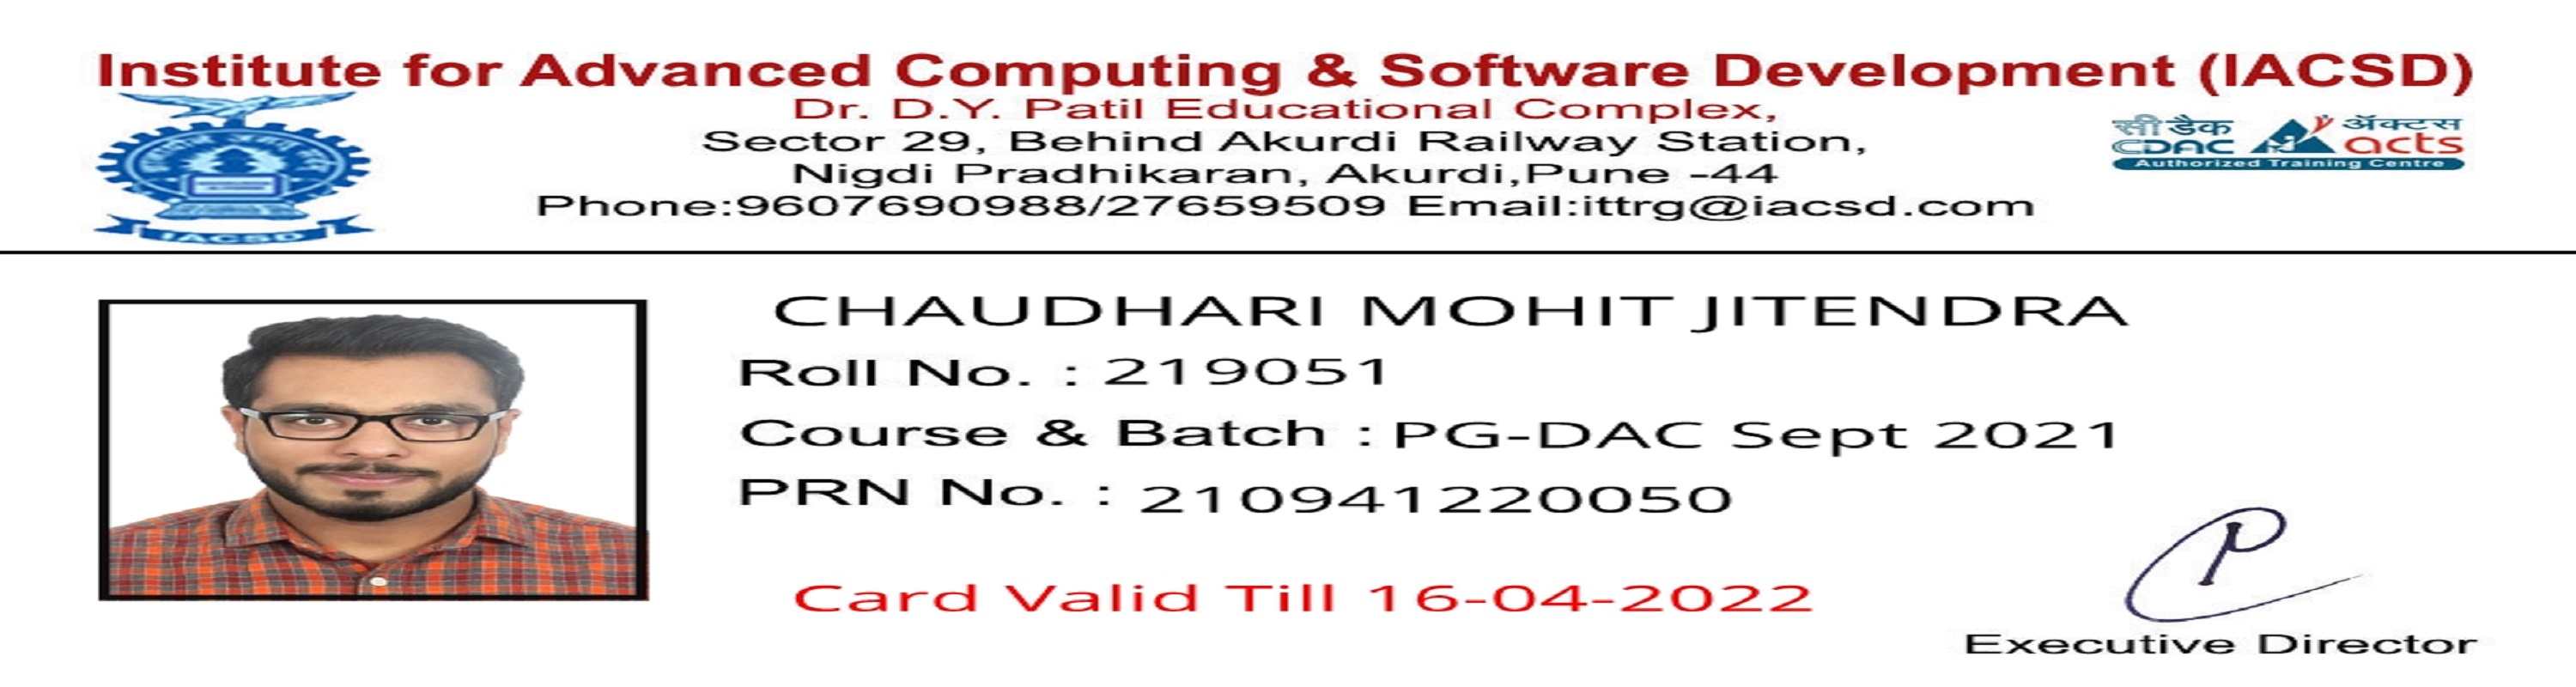 Institute for Advanced Computing & Software Development (IACSD)
Dr. D.Y. Patil Educational Complex,
Sector 29, Behind Akurdi Railway Station,
Nigdi Pradhikaran, Akurdi,Pune -44
Phone:9607690988/27659509 Email:ittrg@iacsd.com
IACSD
सी डैक
CDAC
ॲक्टस
acts
Authorized Training Centre
CHAUDHARI MOHIT JITENDRA
Roll No. : 219051
Course & Batch : PG-DAC Sept 2021
PRN No. : 210941220050
Card Valid Till 16-04-2022
Executive Director